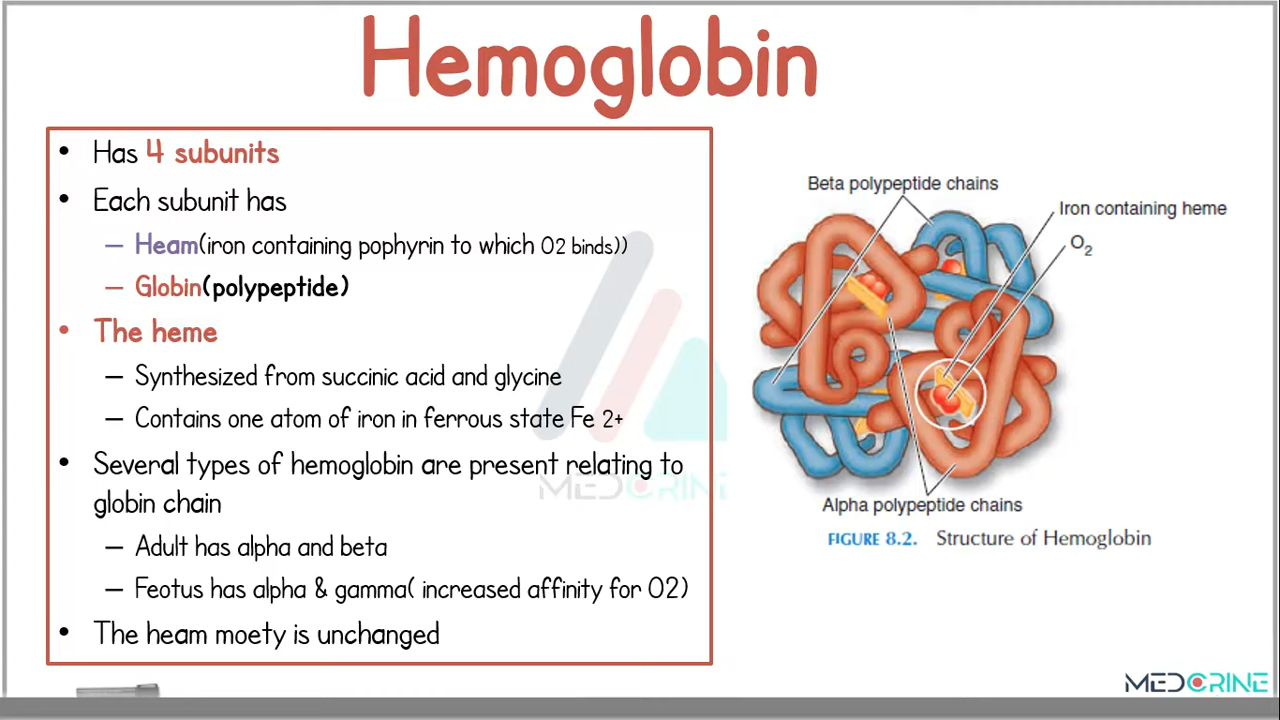 Hemoglobin
• Has 4 subunits
• Each subunit has
– Heam(iron containing pophyrin to which O2 binds))
– Globin(polypeptide)
• The heme
– Synthesized from succinic acid and glycine
– Contains one atom of iron in ferrous state Fe 2+
• Several types of hemoglobin are present relating to
globin chain
– Adult has alpha and beta
– Feotus has alpha & gamma( increased affinity for O2)
• The heam moety is unchanged
MEDCRINE
Beta polypeptide chains
Iron containing heme
O2
Alpha polypeptide chains
FIGURE 8.2. Structure of Hemoglobin
MEDCRINE